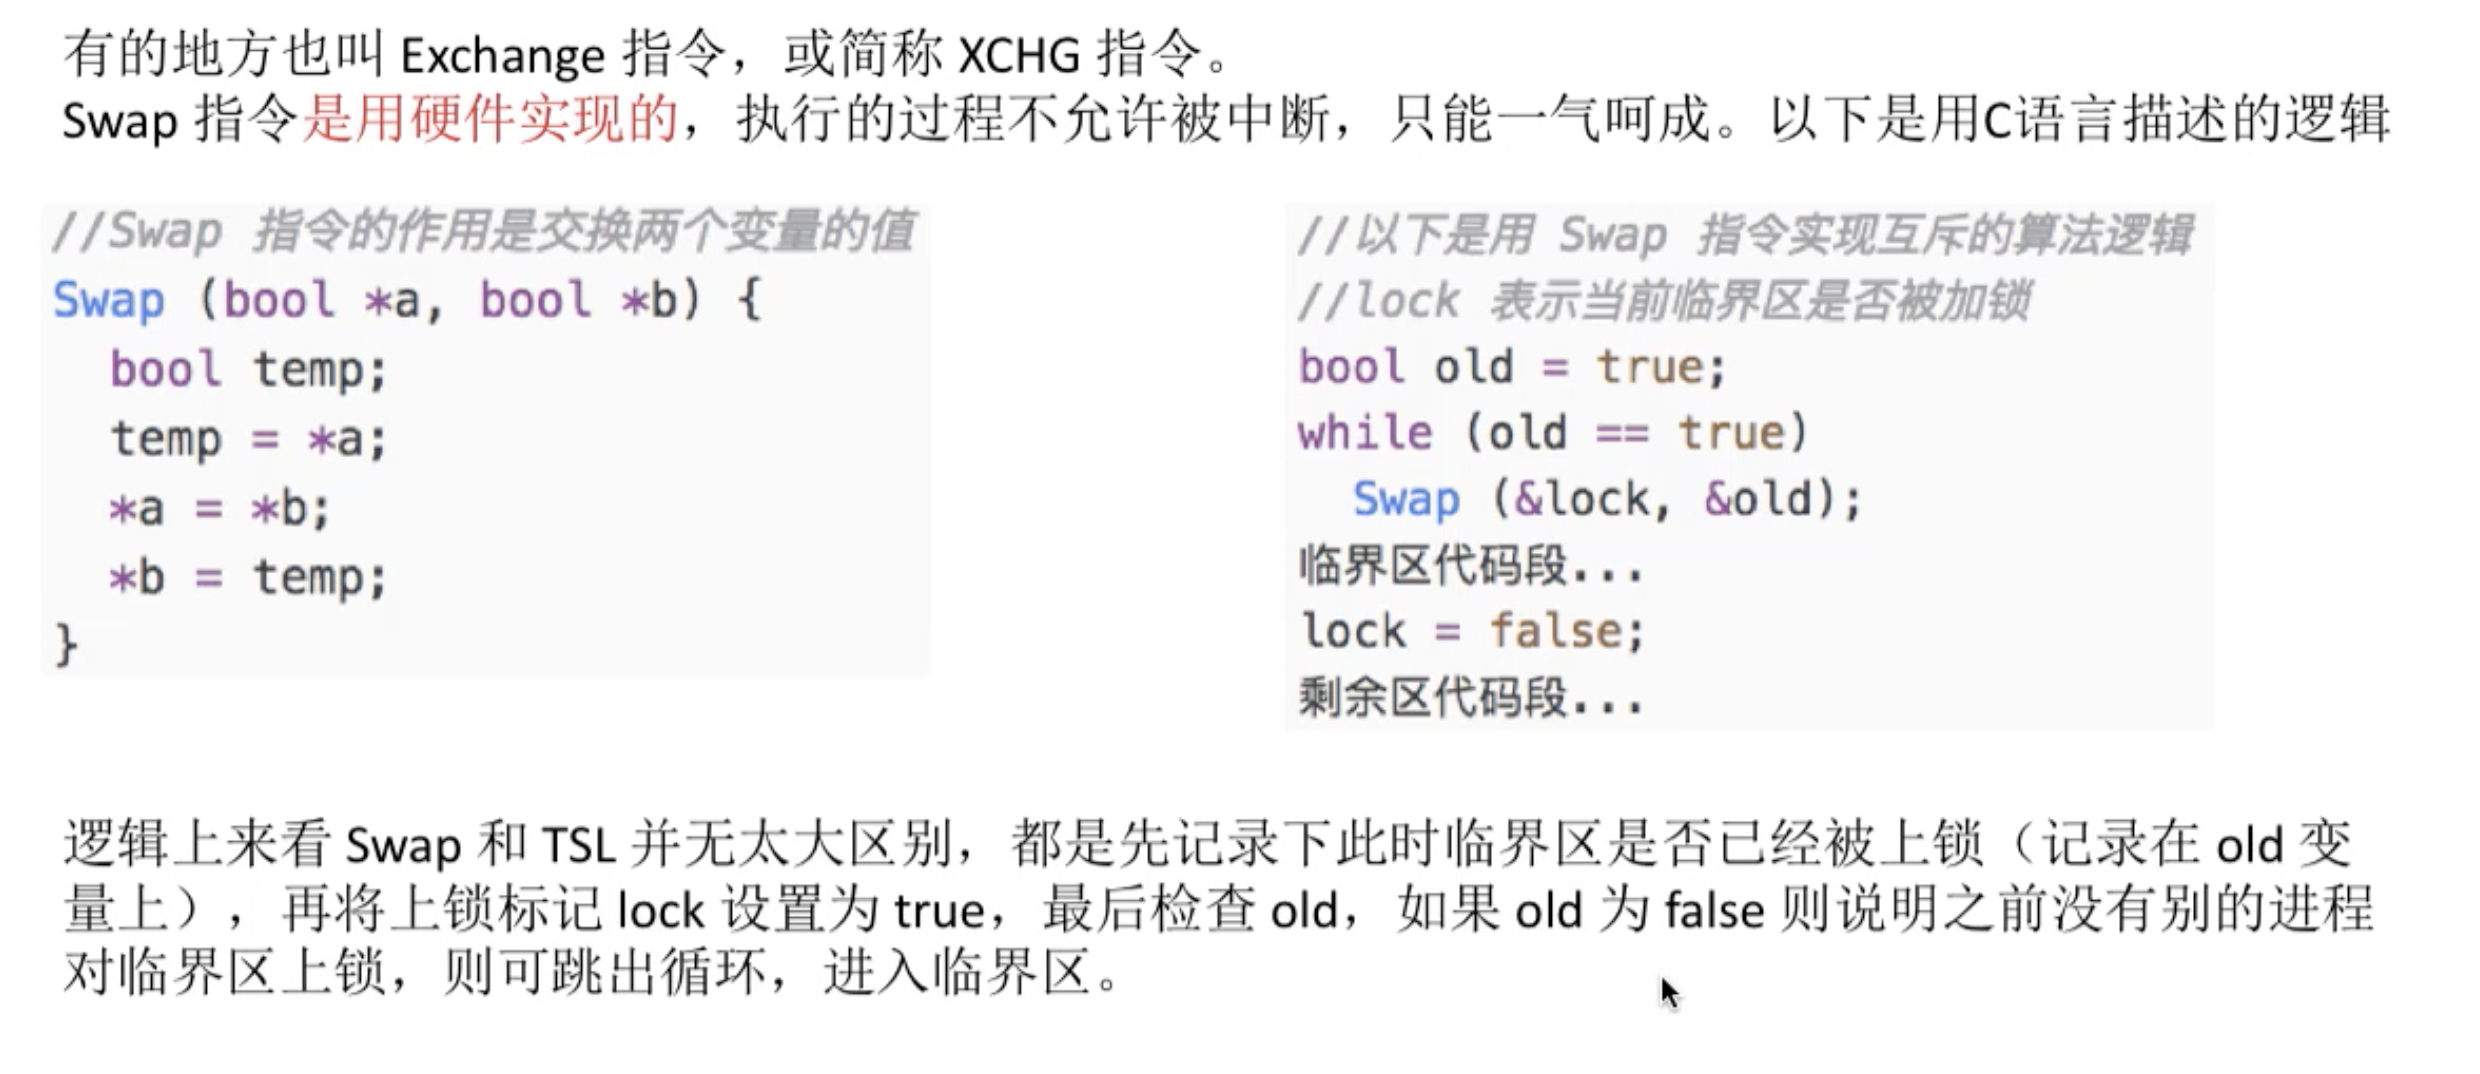 有的地方也叫 Exchange 指令，或简称 XCHG 指令。
Swap 指令是用硬件实现的，执行的过程不允许被中断，只能一气呵成。以下是用C语言描述的逻辑
//Swap 指令的作用是交换两个变量的值
Swap (bool *a, bool *b) {
  bool temp;
  temp = *a;
  *a = *b;
  *b = temp;
}
//以下是用 Swap 指令实现互斥的算法逻辑
//lock 表示当前临界区是否被加锁
bool old = true;
while (old == true)
  Swap (&lock, &old);
临界区代码段...
lock = false;
剩余区代码段...
逻辑上来看 Swap 和 TSL 并无太大区别，都是先记录下此时临界区是否已经被上锁（记录在 old 变
量上），再将上锁标记 lock 设置为 true，最后检查 old，如果 old 为 false 则说明之前没有别的进程
对临界区上锁，则可跳出循环，进入临界区。